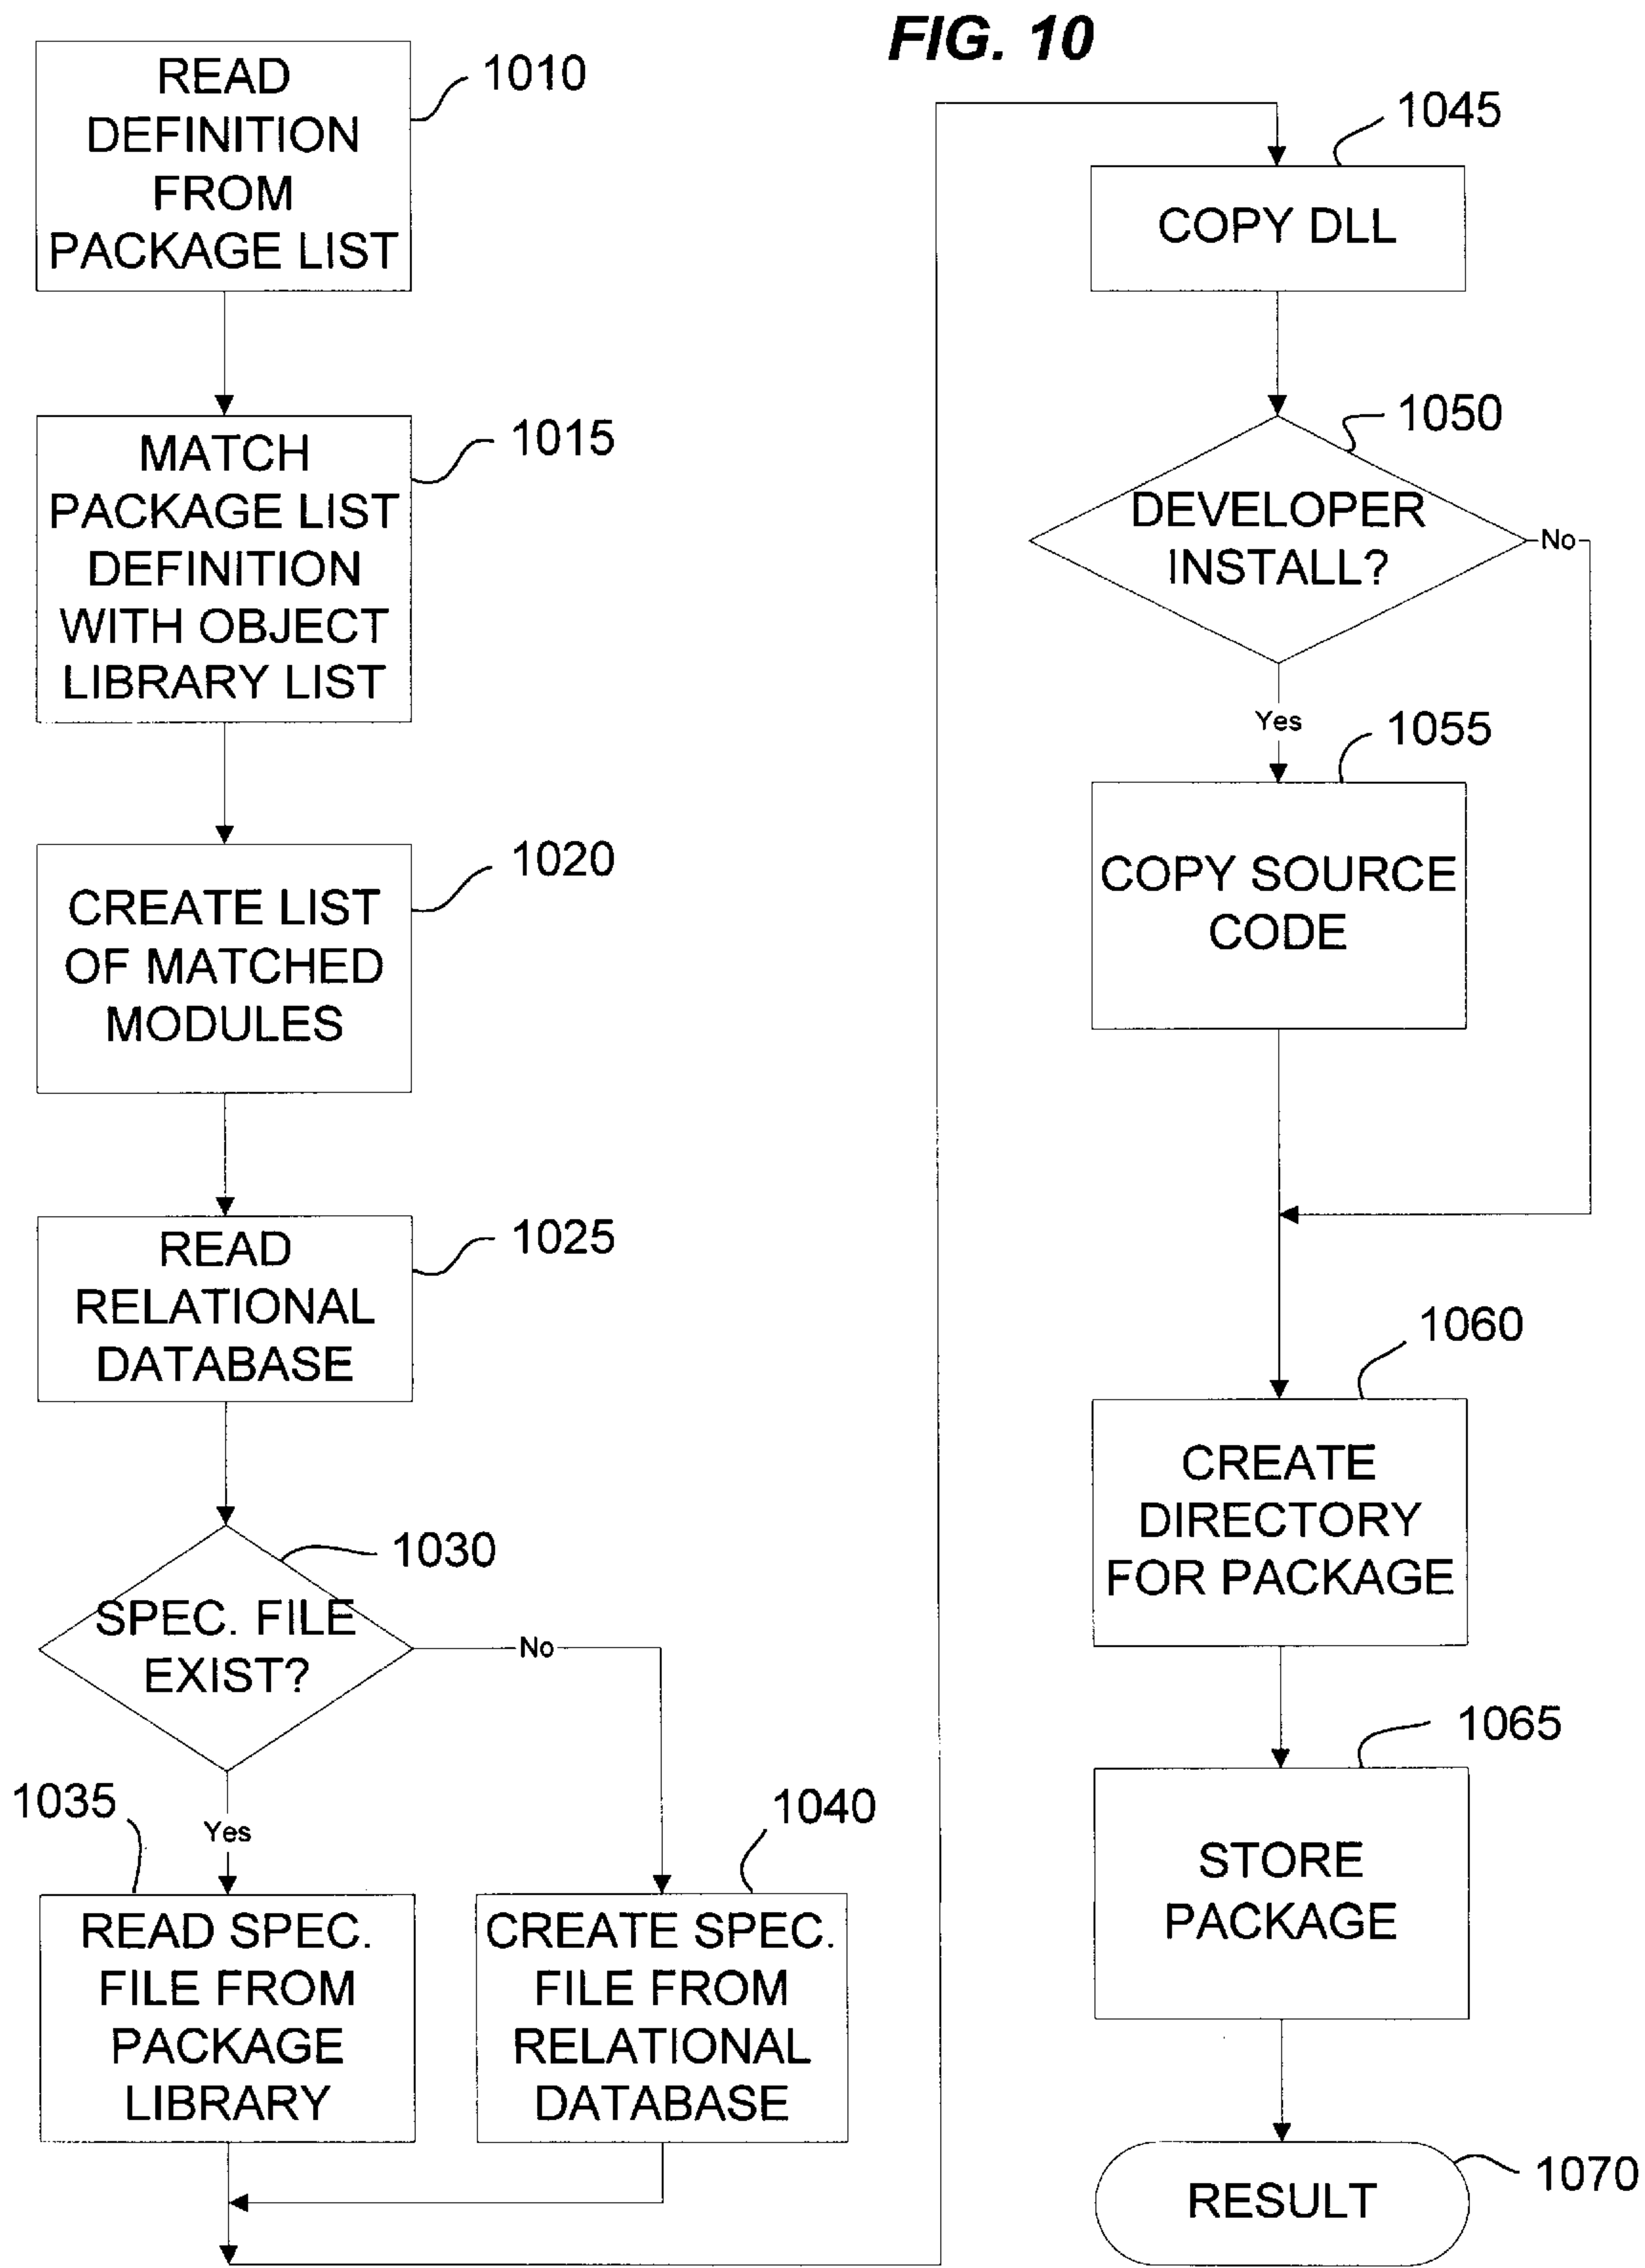 FIG. 10
READ
DEFINITION
FROM
PACKAGE LIST
1010
MATCH
PACKAGE LIST
DEFINITION
WITH OBJECT
LIBRARY LIST
1015
CREATE LIST
OF MATCHED
MODULES
1020
READ
RELATIONAL
DATABASE
1025
SPEC. FILE
EXIST?
1030
No
Yes
1035
READ SPEC.
FILE FROM
PACKAGE
LIBRARY
1040
CREATE SPEC.
FILE FROM
RELATIONAL
DATABASE
1045
COPY DLL
1050
DEVELOPER
INSTALL?
No
Yes
1055
COPY SOURCE
CODE
1060
CREATE
DIRECTORY
FOR PACKAGE
1065
STORE
PACKAGE
RESULT
1070